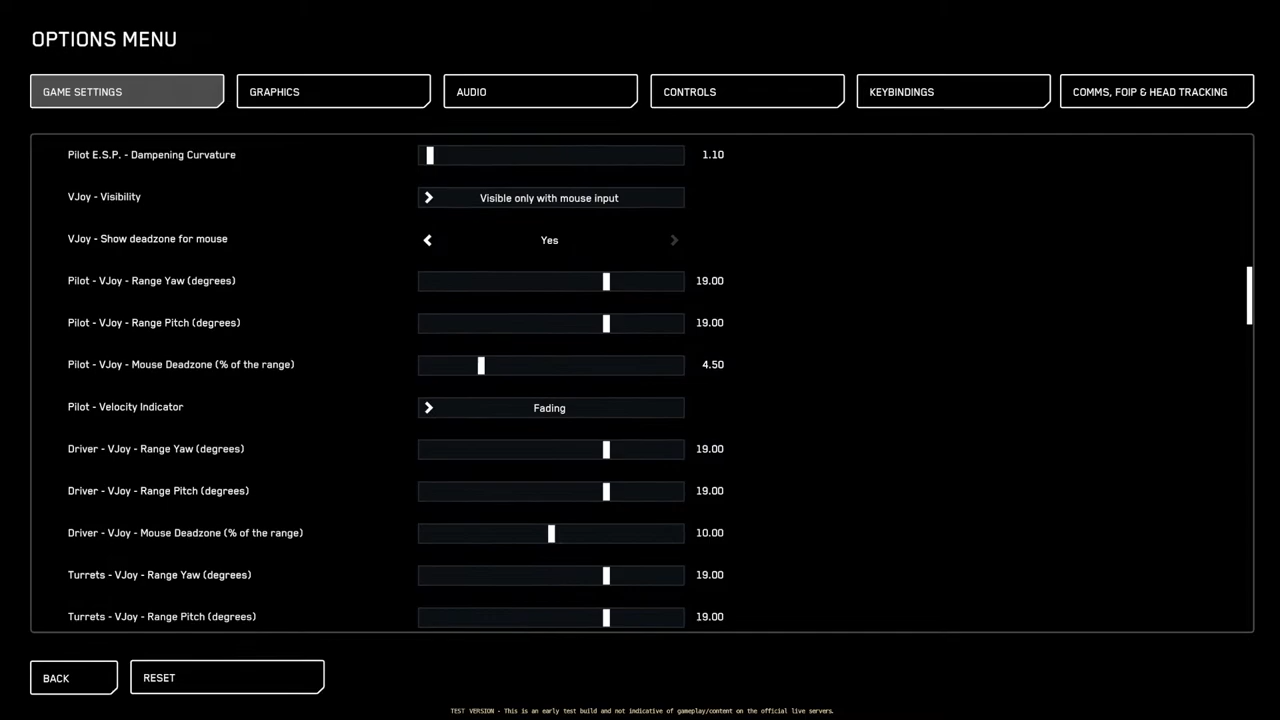 OPTIONS MENU
GAME SETTINGS
GRAPHICS
AUDIO
CONTROLS
KEYBINDINGS
COMMS, FOIP & HEAD TRACKING
Pilot E.S.P. - Dampening Curvature 1.10
VJoy - Visibility Visible only with mouse input
VJoy - Show deadzone for mouse Yes
Pilot - VJoy - Range Yaw (degrees) 19.00
Pilot - VJoy - Range Pitch (degrees) 19.00
Pilot - VJoy - Mouse Deadzone (% of the range) 4.50
Pilot - Velocity Indicator Fading
Driver - VJoy - Range Yaw (degrees) 19.00
Driver - VJoy - Range Pitch (degrees) 19.00
Driver - VJoy - Mouse Deadzone (% of the range) 10.00
Turrets - VJoy - Range Yaw (degrees) 19.00
Turrets - VJoy - Range Pitch (degrees) 19.00
BACK
RESET
TEST VERSION - This is an early test build and not indicative of gameplay/content on the official live servers.